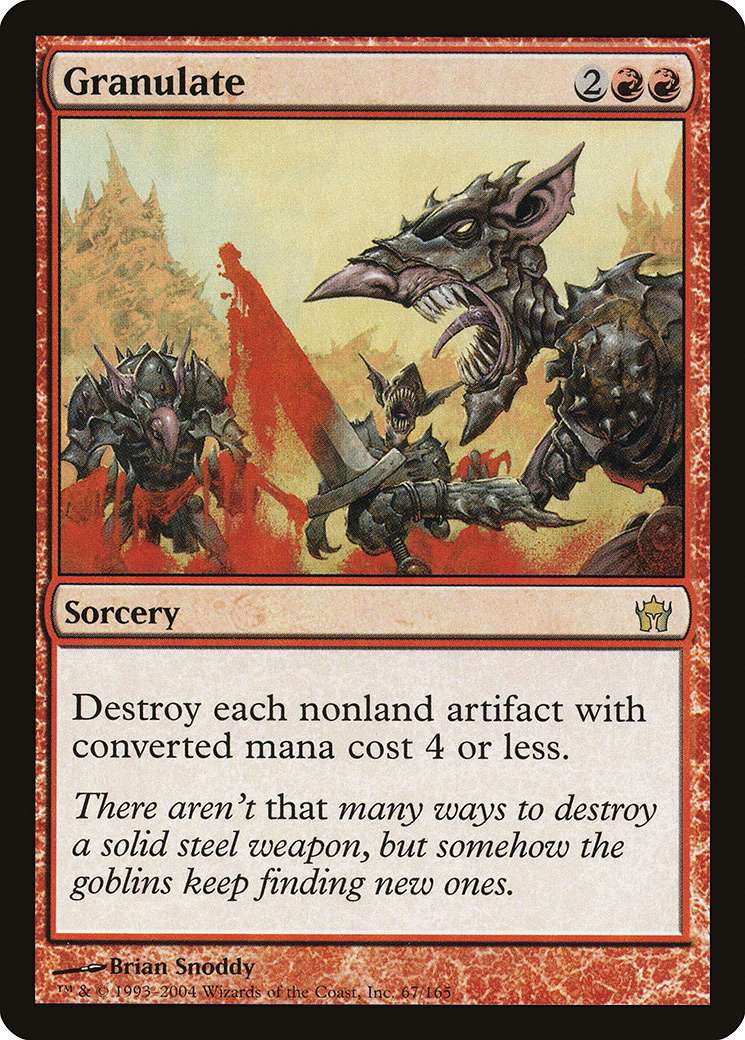 Granulate 2
Sorcery
Destroy each nonland artifact with
converted mana cost 4 or less.
There aren't that many ways to destroy
a solid steel weapon, but somehow the
goblins keep finding new ones.
Brian Snoddy
™ & © 1993–2004 Wizards of the Coast, Inc. 67/165